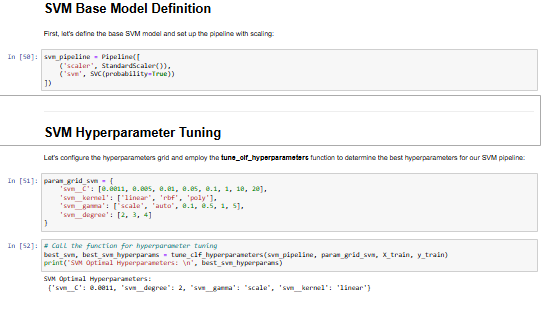 SVM Base Model Definition
First, let's define the base SVM model and set up the pipeline with scaling:
In [50]: svm_pipeline = Pipeline([
('scaler', StandardScaler()),
('svm', SVC(probability=True))
])
SVM Hyperparameter Tuning
Let's configure the hyperparameters grid and employ the tune_clf_hyperparameters function to determine the best hyperparameters for our SVM pipeline:
In [51]: param_grid_svm = {
'svm__C': [0.0011, 0.005, 0.01, 0.05, 0.1, 1, 10, 20],
'svm__kernel': ['linear', 'rbf', 'poly'],
'svm__gamma': ['scale', 'auto', 0.1, 0.5, 1, 5],
'svm__degree': [2, 3, 4]
}
In [52]: # Call the function for hyperparameter tuning
best_svm, best_svm_hyperparams = tune_clf_hyperparameters(svm_pipeline, param_grid_svm, X_train, y_train)
print('SVM Optimal Hyperparameters: \n', best_svm_hyperparams)
SVM Optimal Hyperparameters:
{'svm__C': 0.0011, 'svm__degree': 2, 'svm__gamma': 'scale', 'svm__kernel': 'linear'}